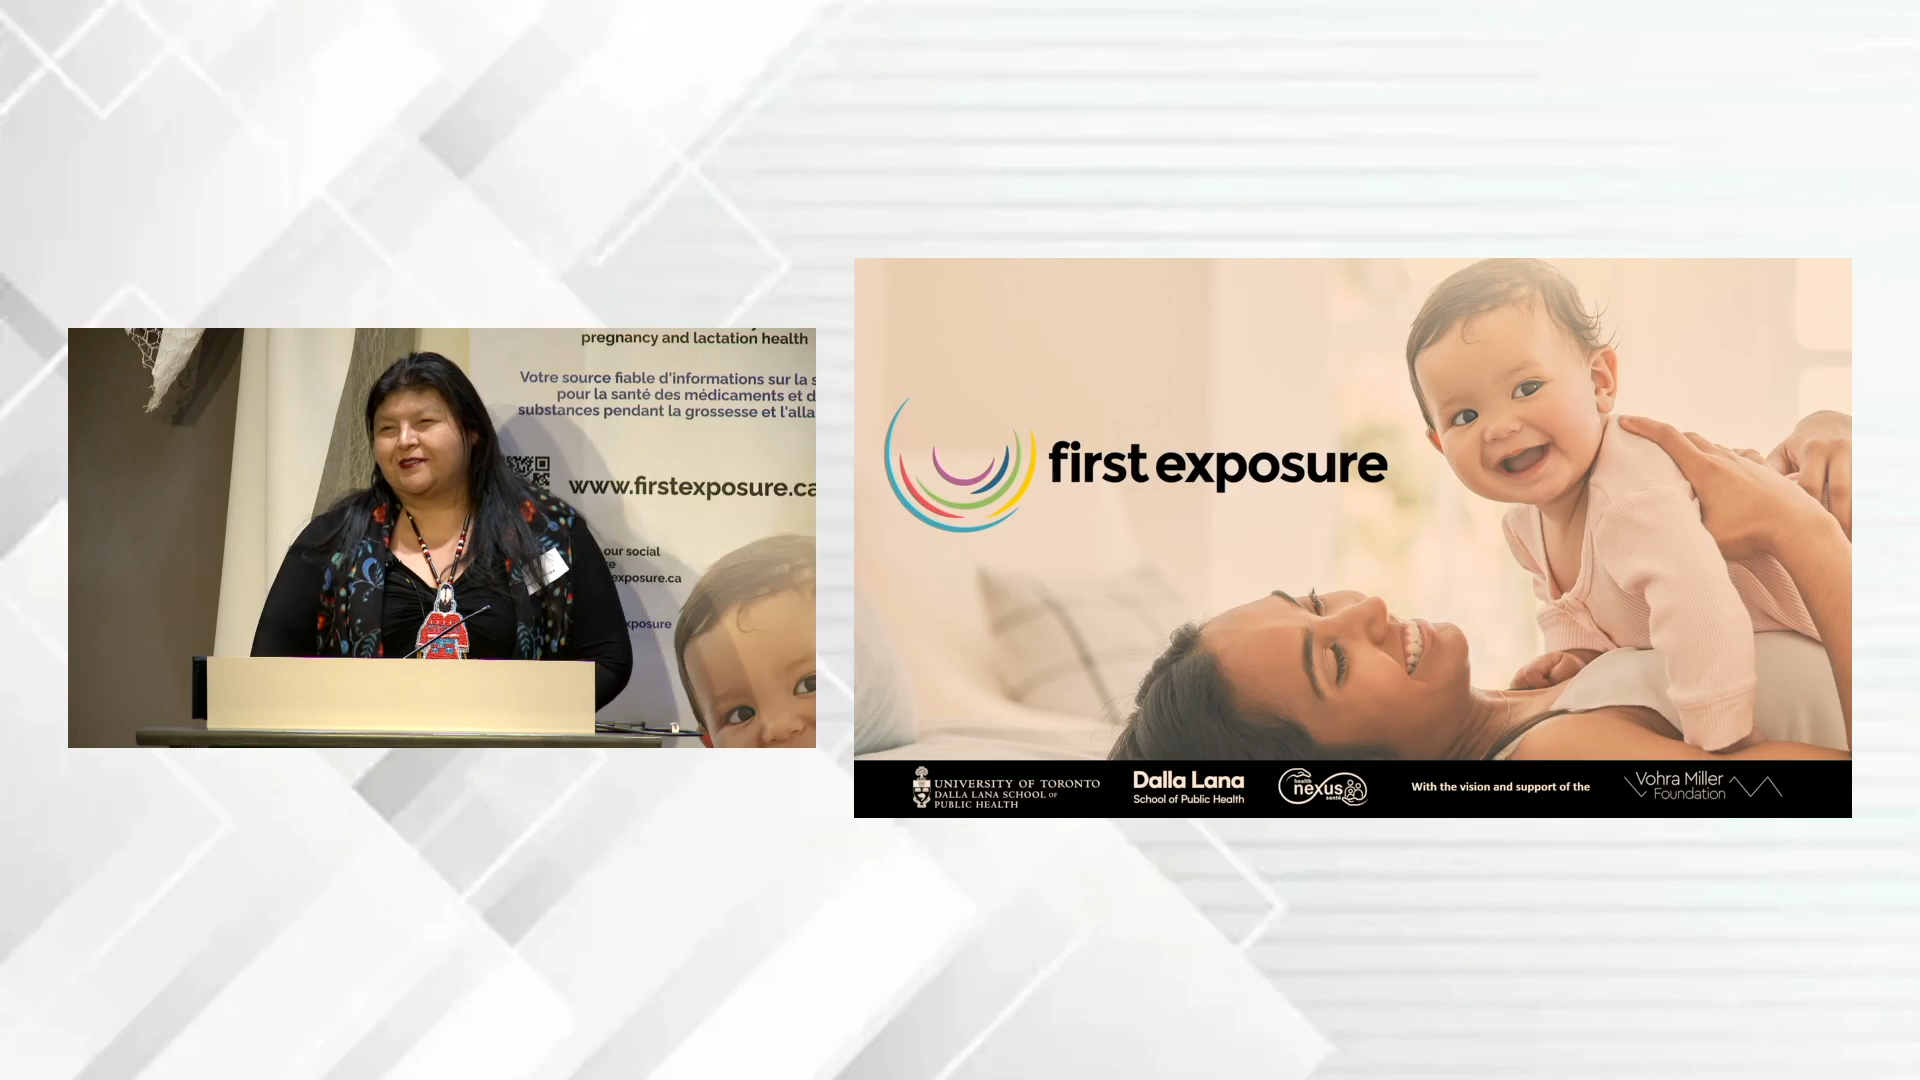 pregnancy and lactation health
Votre source fiable d'informations sur la s
pour la santé des médicaments et d
substances pendant la grossesse et l'alla
www.firstexposure.ca
our social
re
exposure.ca
xposure
first exposure
UNIVERSITY OF TORONTO
DALLA LANA SCHOOL OF
PUBLIC HEALTH
Dalla Lana
School of Public Health
health
nexus
santé
With the vision and support of the
Vohra Miller
Foundation